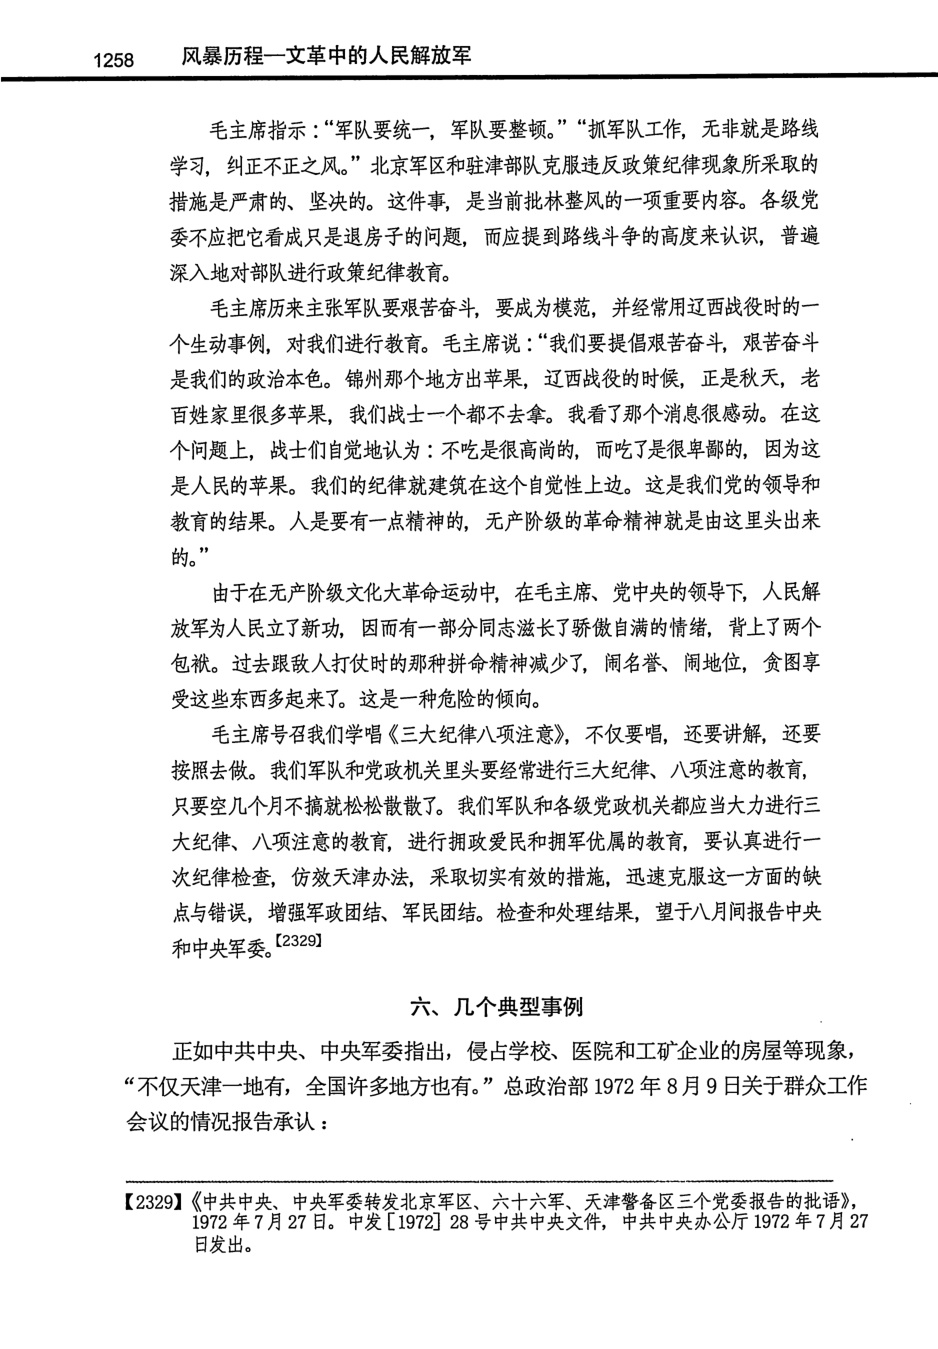 1258 风暴历程—文革中的人民解放军
毛主席指示：“军队要统一，军队要整顿。”“抓军队工作，无非就是路线
学习，纠正不正之风。”北京军区和驻津部队克服违反政策纪律现象所采取的
措施是严肃的、坚决的。这件事，是当前批林整风的一项重要内容。各级党
委不应把它看成只是退房子的问题，而应提到路线斗争的高度来认识，普遍
深入地对部队进行政策纪律教育。
毛主席历来主张军队要艰苦奋斗，要成为模范，并经常用辽西战役时的一
个生动事例，对我们进行教育。毛主席说：“我们要提倡艰苦奋斗，艰苦奋斗
是我们的政治本色。锦州那个地方出苹果，辽西战役的时候，正是秋天，老
百姓家里很多苹果，我们战士一个都不去拿。我看了那个消息很感动。在这
个问题上，战士们自觉地认为：不吃是很高尚的，而吃了是很卑鄙的，因为这
是人民的苹果。我们的纪律就建筑在这个自觉性上边。这是我们党的领导和
教育的结果。人是要有一点精神的，无产阶级的革命精神就是由这里头出来
的。”
由于在无产阶级文化大革命运动中，在毛主席、党中央的领导下，人民解
放军为人民立了新功，因而有一部分同志滋长了骄傲自满的情绪，背上了两个
包袱。过去跟敌人打仗时的那种拼命精神减少了，闹名誉、闹地位，贪图享
受这些东西多起来了。这是一种危险的倾向。
毛主席号召我们学唱《三大纪律八项注意》，不仅要唱，还要讲解，还要
按照去做。我们军队和党政机关里头要经常进行三大纪律、八项注意的教育，
只要空几个月不搞就松松散散了。我们军队和各级党政机关都应当大力进行三
大纪律、八项注意的教育，进行拥政爱民和拥军优属的教育，要认真进行一
次纪律检查，仿效天津办法，采取切实有效的措施，迅速克服这一方面的缺
点与错误，增强军政团结、军民团结。检查和处理结果，望于八月间报告中央
和中央军委。【2329】
六、几个典型事例
正如中共中央、中央军委指出，侵占学校、医院和工矿企业的房屋等现象，
“不仅天津一地有，全国许多地方也有。”总政治部 1972 年 8 月 9 日关于群众工作
会议的情况报告承认：
【2329】《中共中央、中央军委转发北京军区、六十六军、天津警备区三个党委报告的批语》，
1972 年 7 月 27 日。中发［1972］28 号中共中央文件，中共中央办公厅 1972 年 7 月 27
日发出。